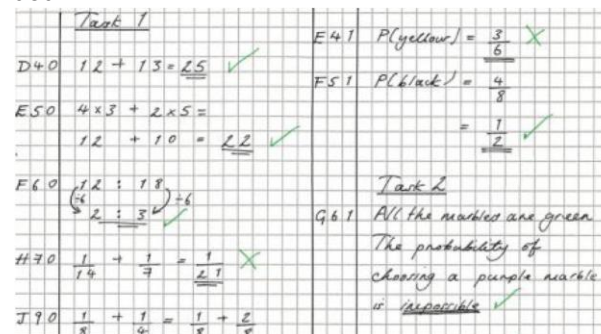 Task 1
D40 12 + 13 = 25 ✓
E50 4 × 3 + 2 × 5 =
12 + 10 = 22 ✓
F60 12 : 18
÷6 ÷6
2 : 3 ✓
H70 1/14 + 1/7 = 1/21 ✗
J90 1/8 + 1/4 = 1/8 + 2/8
E41 P(yellow) = 3/6 ✗
F51 P(black) = 4/8
= 1/2 ✓
Task 2
G61 All the marbles are green
The probability of
choosing a purple marble
is impossible ✓